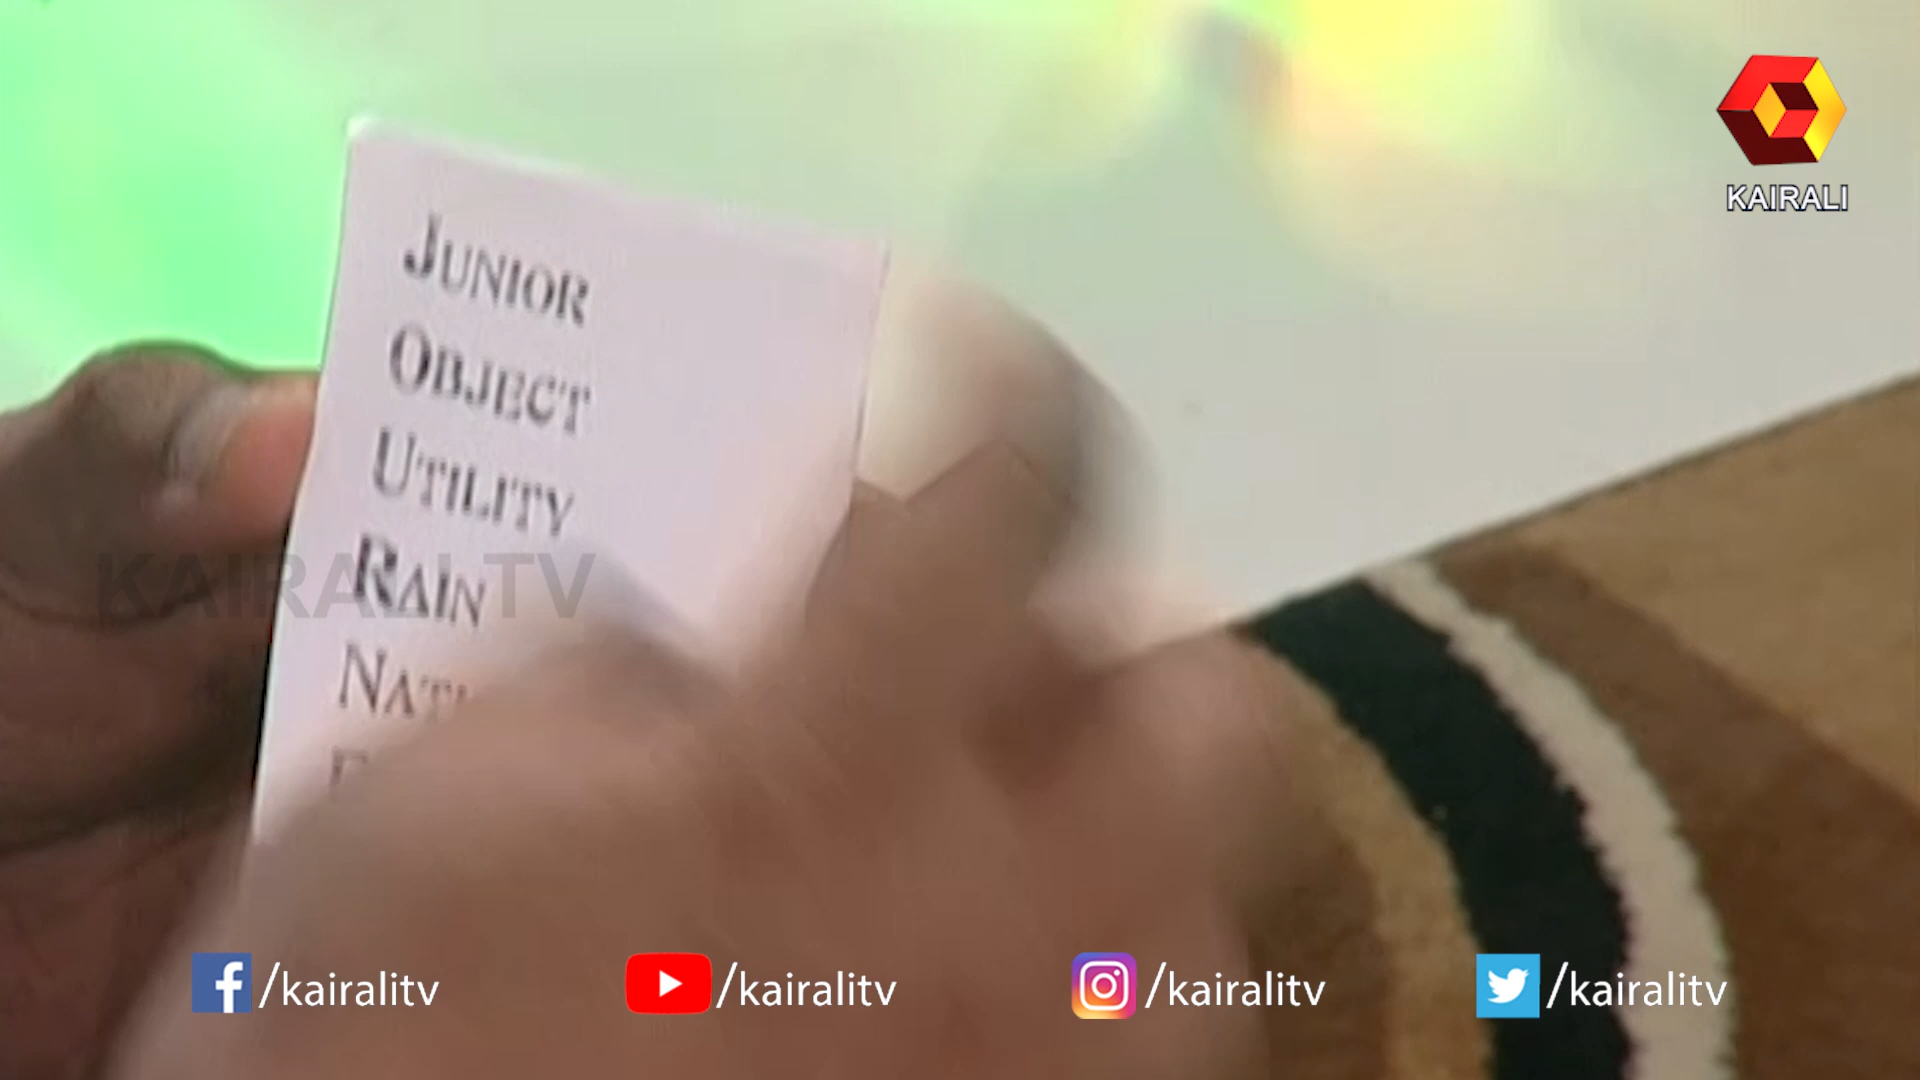 KAIRALI
JUNIOR
OBJECT
UTILITY
RAIN
KAIRALI TV
/kairalitv
/kairalitv
/kairalitv
/kairalitv